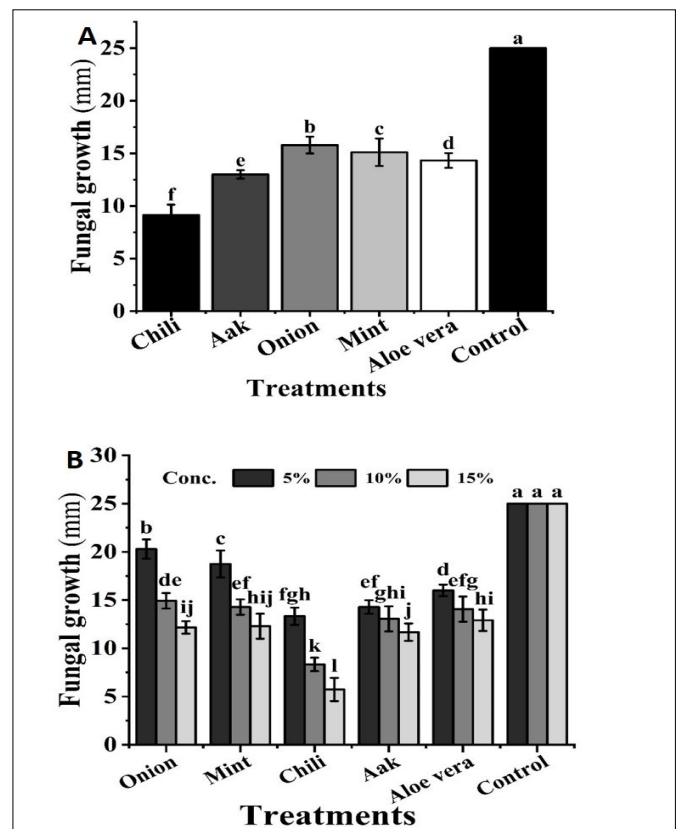 A
Fungal growth (mm)
25
20
15
10
5
0
f
e
b
c
d
a
Chili
Aak
Onion
Mint
Aloe vera
Control
Treatments
B
Fungal growth (mm)
30
25
20
15
10
5
0
Conc. 5% 10% 15%
b
de
ij
c
ef
hij
fgh
k
l
ef
ghi
j
d
efg
hi
a a a
Onion
Mint
Chili
Aak
Aloe vera
Control
Treatments